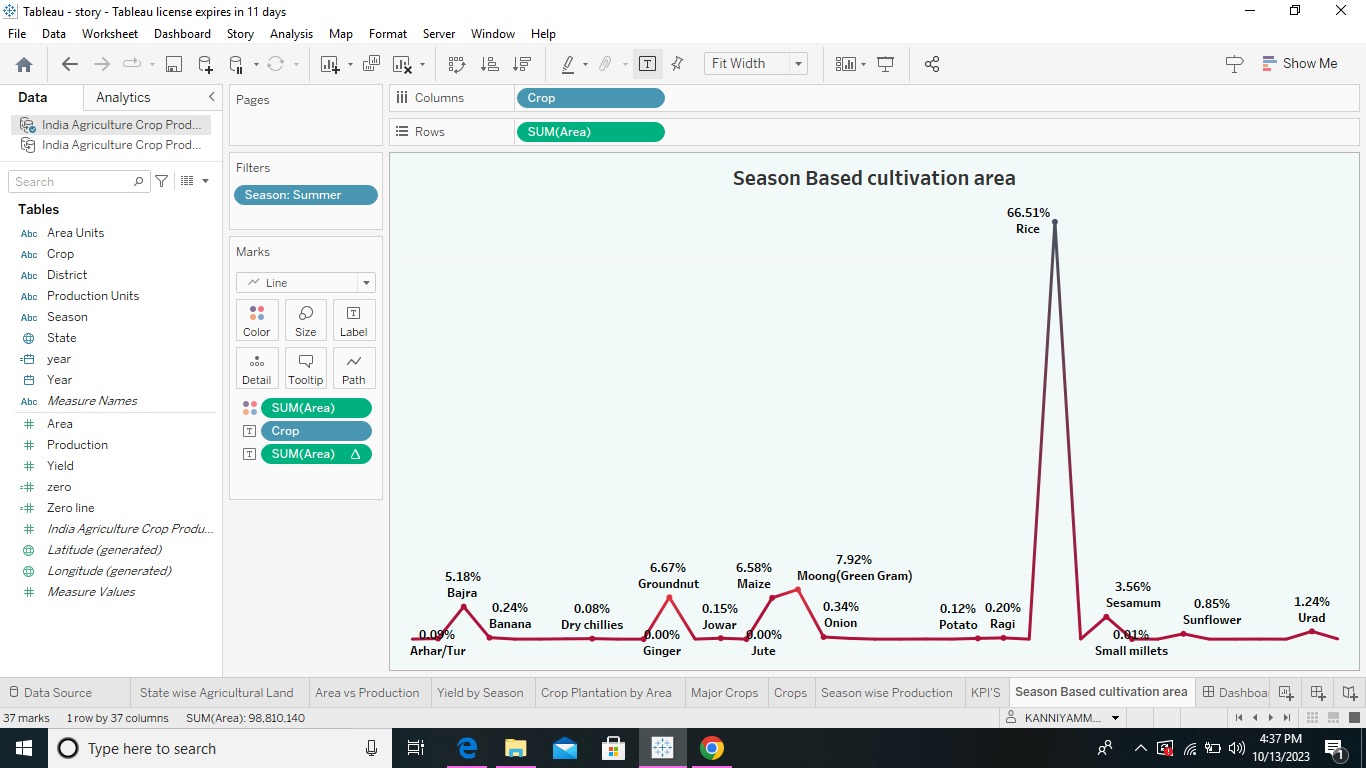 Tableau - story - Tableau license expires in 11 days
File Data Worksheet Dashboard Story Analysis Map Format Server Window Help
Fit Width
Show Me
Data Analytics
India Agriculture Crop Prod...
India Agriculture Crop Prod...
Search
Tables
Abc Area Units
Abc Crop
Abc District
Abc Production Units
Abc Season
State
year
Year
Abc Measure Names
Area
Production
Yield
zero
Zero line
India Agriculture Crop Produ...
Latitude (generated)
Longitude (generated)
Measure Values
Pages
Filters
Season: Summer
Marks
Line
Color Size Label
Detail Tooltip Path
SUM(Area)
Crop
SUM(Area)
Columns Crop
Rows SUM(Area)
Season Based cultivation area
66.51%
Rice
0.09%
Arhar/Tur
5.18%
Bajra
0.24%
Banana
0.08%
Dry chillies
6.67%
Groundnut
0.00%
Ginger
0.15%
Jowar
6.58%
Maize
0.00%
Jute
7.92%
Moong(Green Gram)
0.34%
Onion
0.12%
Potato
0.20%
Ragi
3.56%
Sesamum
0.01%
Small millets
0.85%
Sunflower
1.24%
Urad
Data Source State wise Agricultural Land Area vs Production Yield by Season Crop Plantation by Area Major Crops Crops Season wise Production KPI'S Season Based cultivation area Dashboa
37 marks 1 row by 37 columns SUM(Area): 98,810,140
KANNIYAMM...
Type here to search
4:37 PM
10/13/2023
1